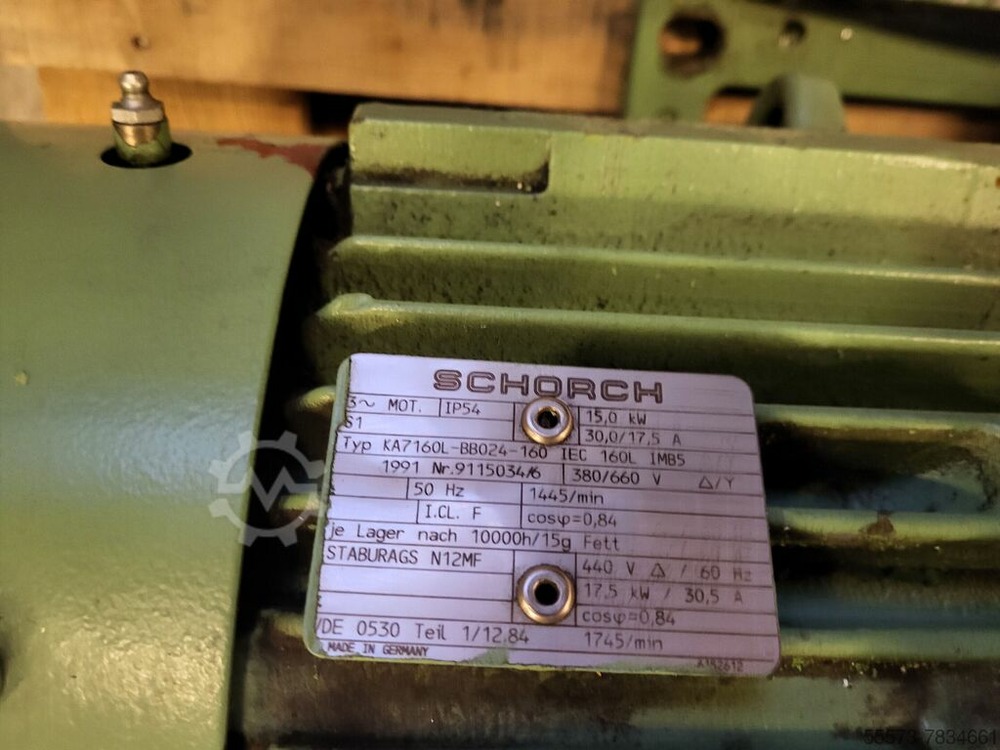 SCHORCH
3~ MOT. IP54 15,0 kW
S1 30,0/17,5 A
Typ KA7160L-BB024-160 IEC 160L IMB5
1991 Nr.9115034/6 380/660 V △/Y
50 Hz 1445/min
I.CL. F cosφ=0,84
je Lager nach 10000h/15g Fett
STABURAGS N12MF 440 V △ / 60 Hz
17,5 kW / 30,5 A
cosφ=0,84
VDE 0530 Teil 1/12.84 1745/min
MADE IN GERMANY
55573-7834661